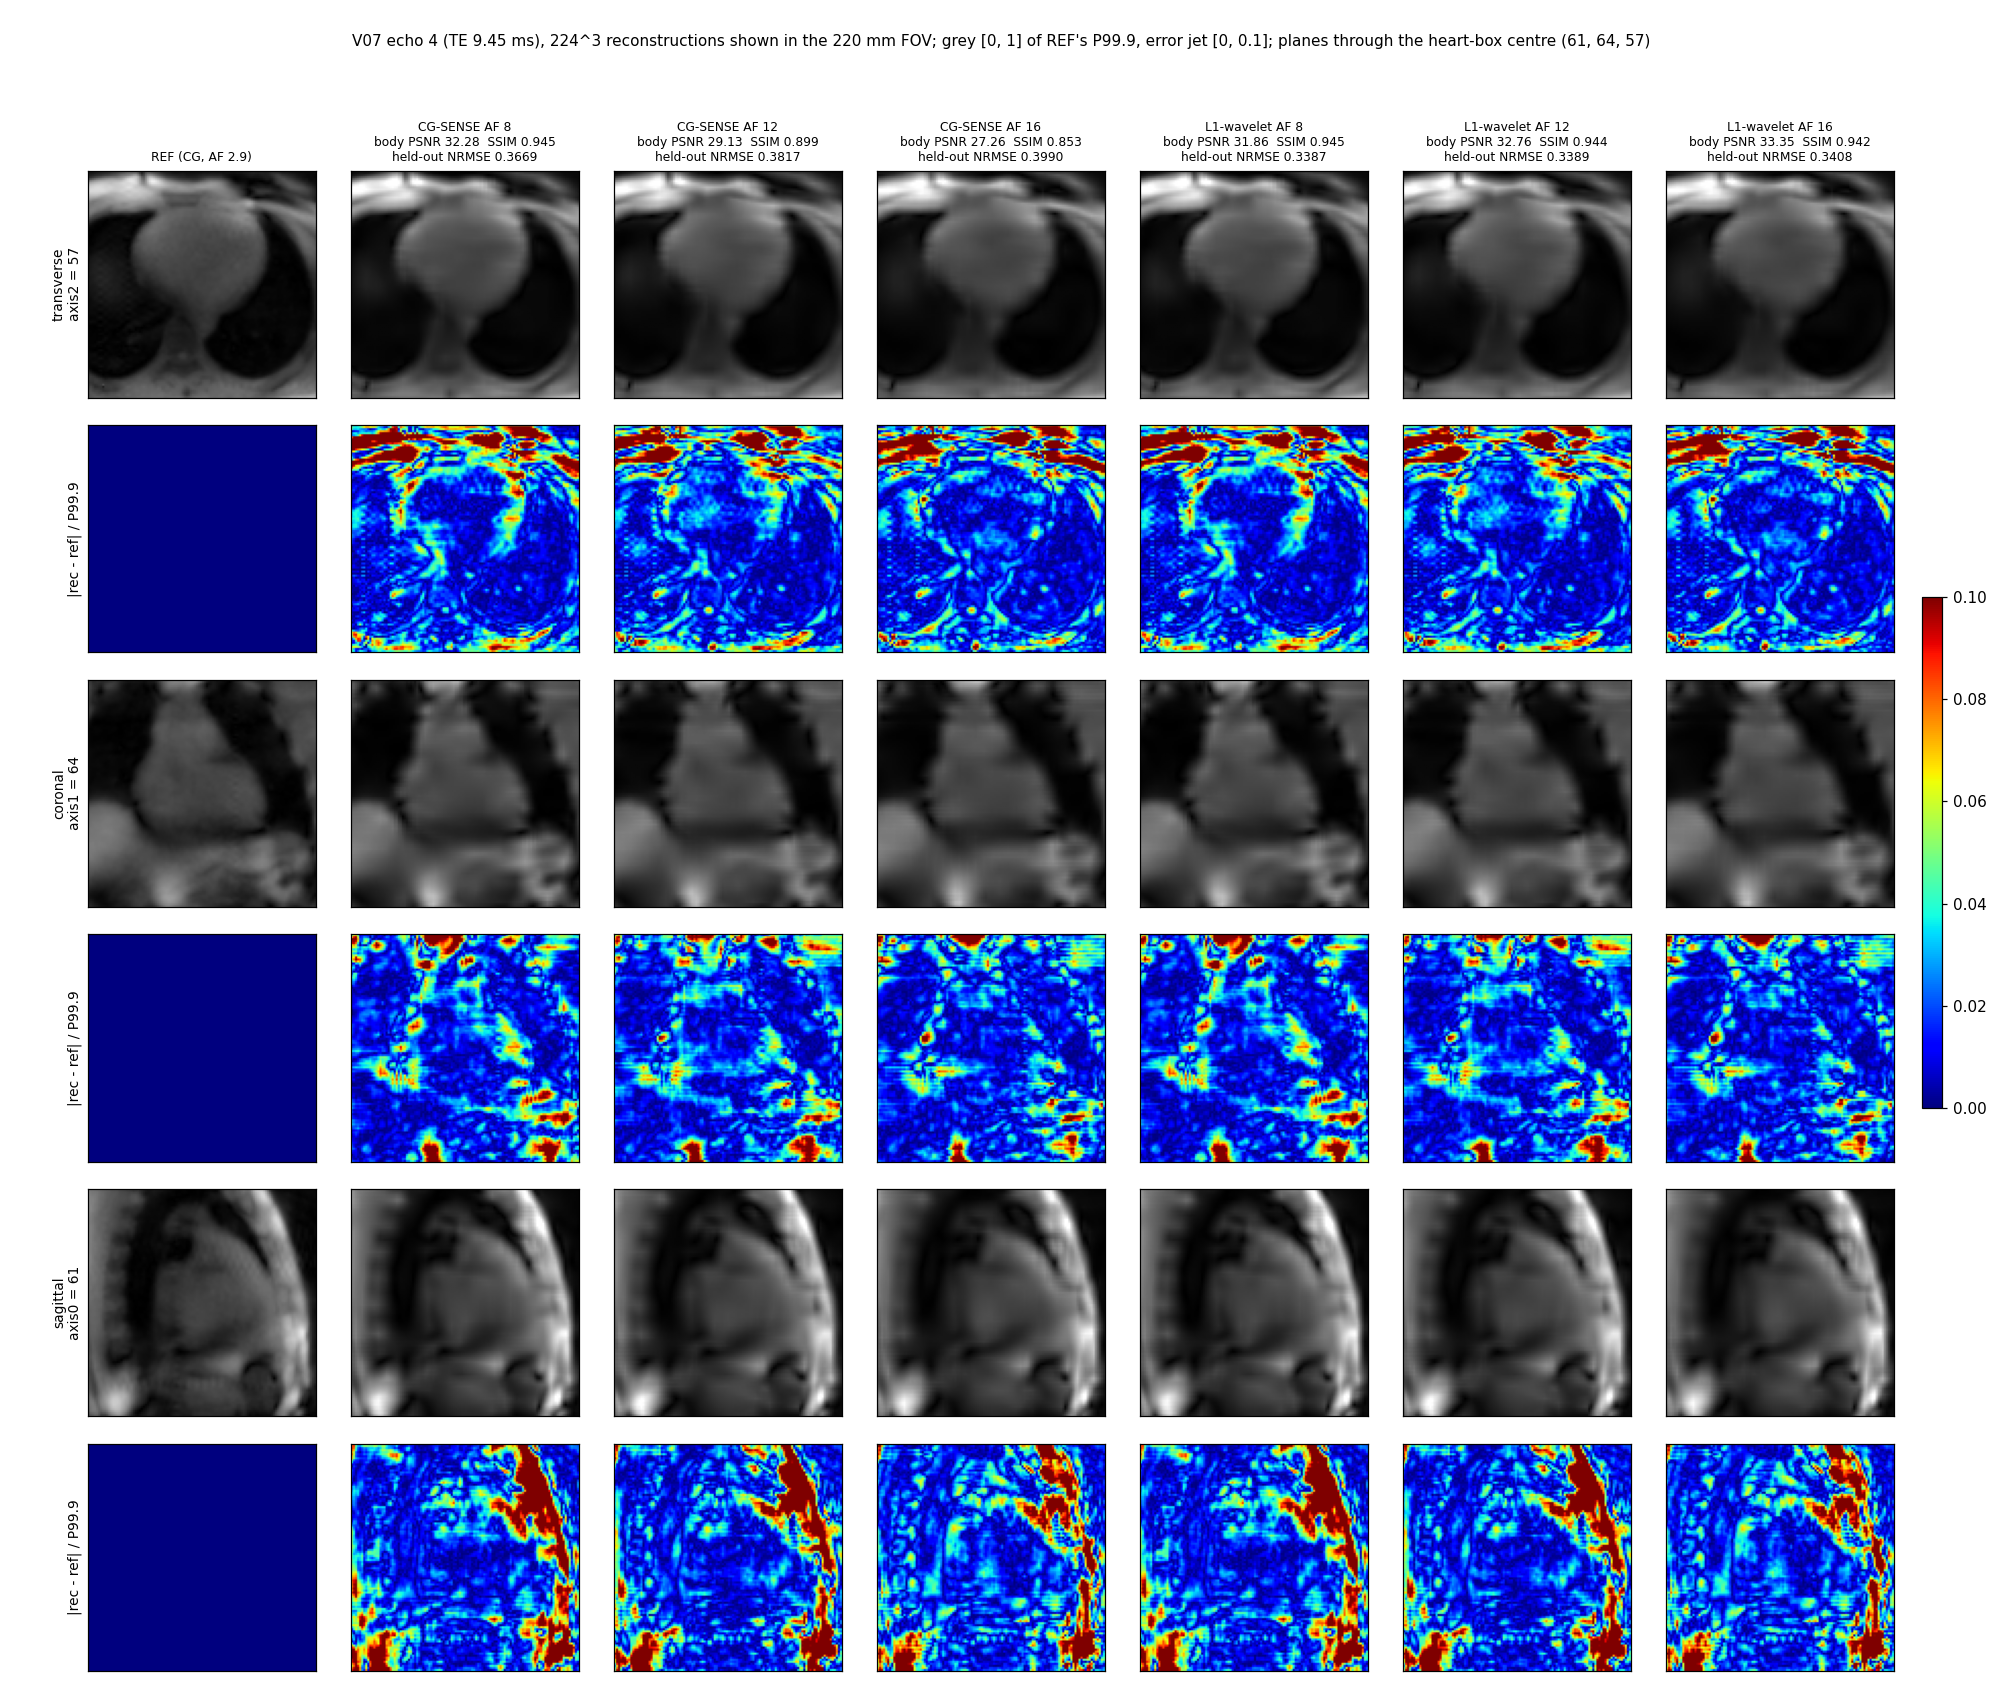 V07 echo 4 (TE 9.45 ms), 224^3 reconstructions shown in the 220 mm FOV; grey [0, 1] of REF's P99.9, error jet [0, 0.1]; planes through the heart-box centre (61, 64, 57)
REF (CG, AF 2.9)
CG-SENSE AF 8
body PSNR 32.28 SSIM 0.945
held-out NRMSE 0.3669
CG-SENSE AF 12
body PSNR 29.13 SSIM 0.899
held-out NRMSE 0.3817
CG-SENSE AF 16
body PSNR 27.26 SSIM 0.853
held-out NRMSE 0.3990
L1-wavelet AF 8
body PSNR 31.86 SSIM 0.945
held-out NRMSE 0.3387
L1-wavelet AF 12
body PSNR 32.76 SSIM 0.944
held-out NRMSE 0.3389
L1-wavelet AF 16
body PSNR 33.35 SSIM 0.942
held-out NRMSE 0.3408
transverse
axis2 = 57
|rec - ref| / P99.9
coronal
axis1 = 64
|rec - ref| / P99.9
sagittal
axis0 = 61
|rec - ref| / P99.9
0.10
0.08
0.06
0.04
0.02
0.00